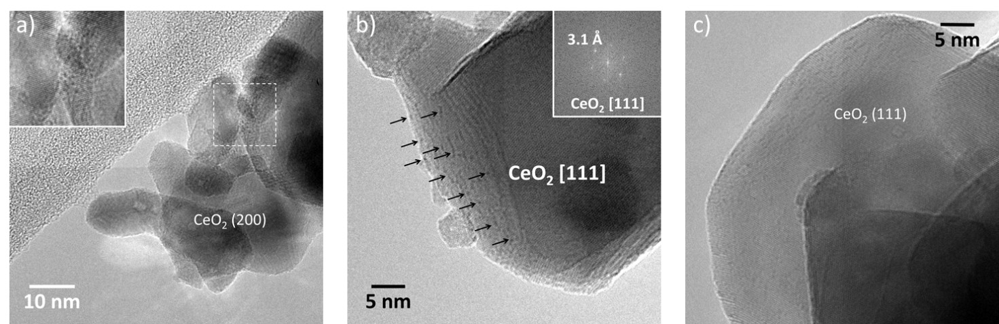 a)
CeO₂ (200)
10 nm
b)
3.1 Å
CeO₂ [111]
CeO₂ [111]
5 nm
c)
5 nm
CeO₂ (111)